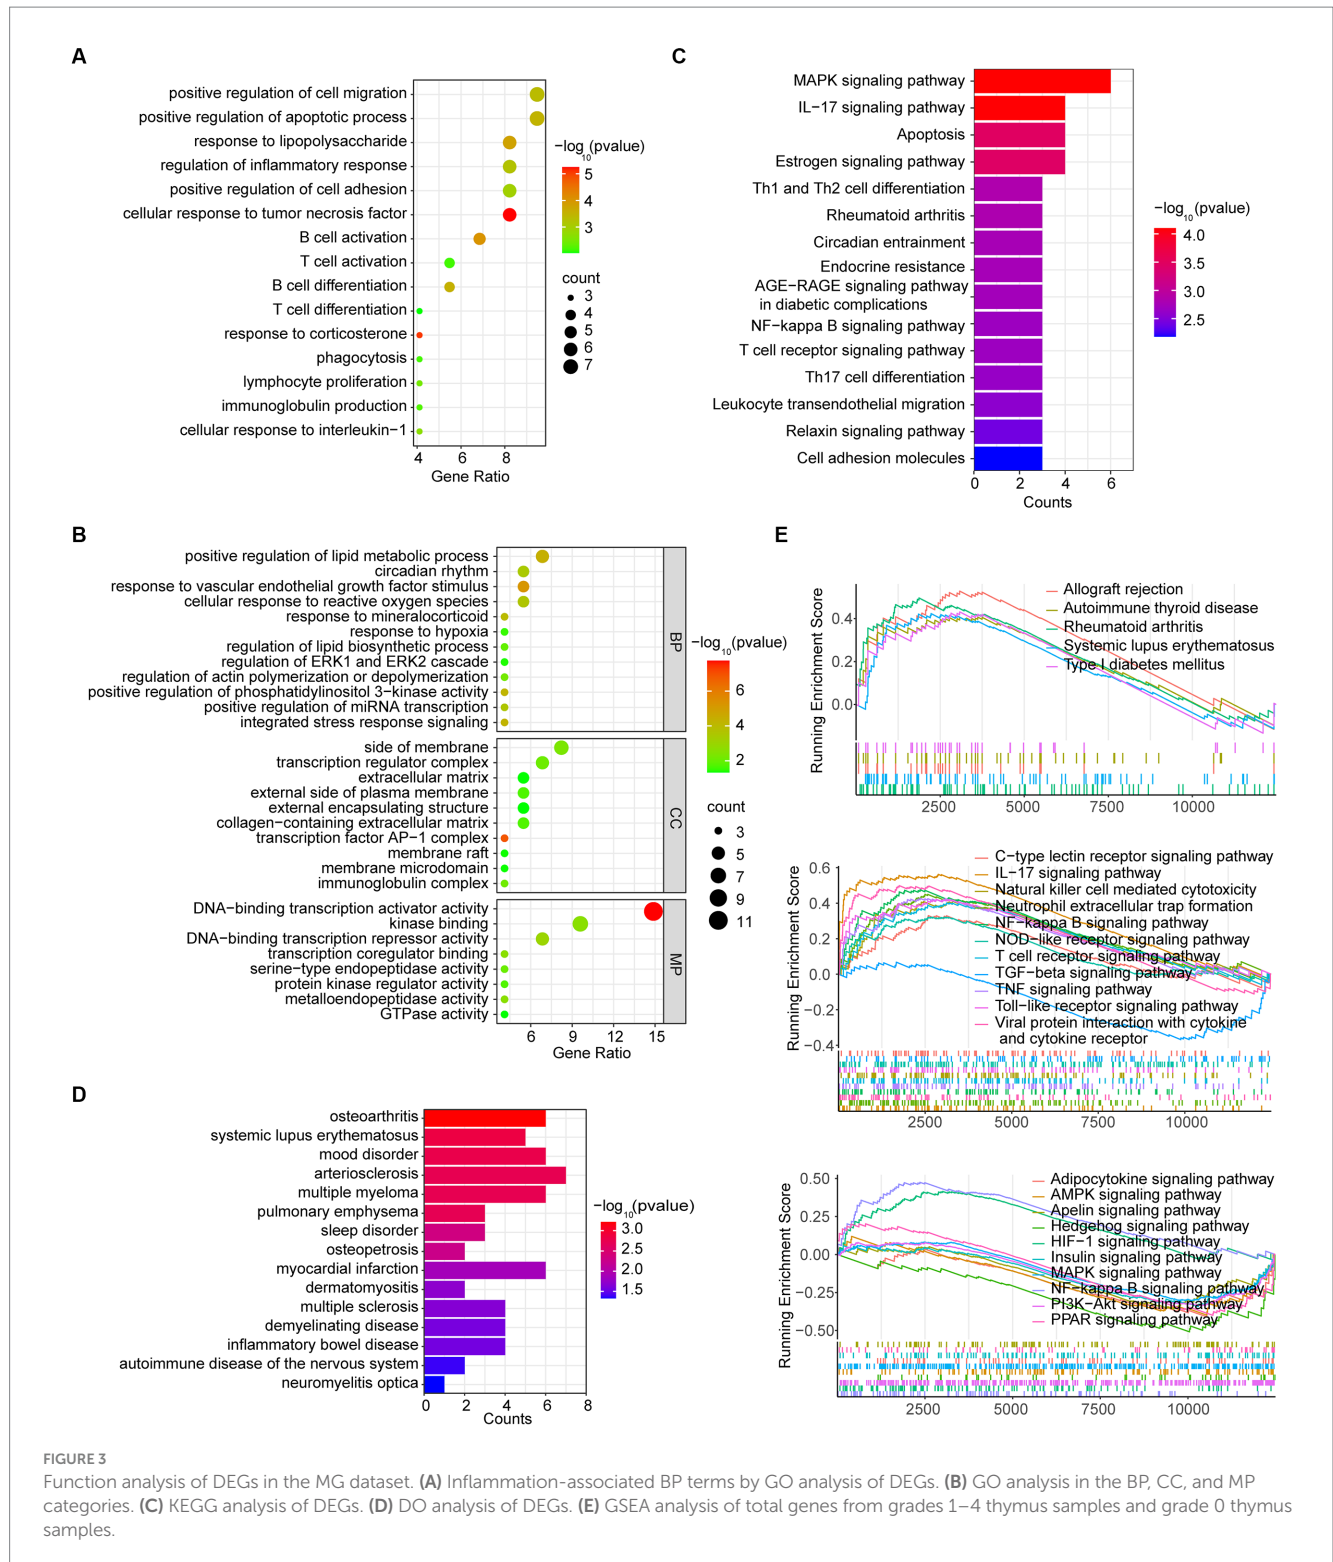 A
positive regulation of cell migration
positive regulation of apoptotic process
response to lipopolysaccharide
regulation of inflammatory response
positive regulation of cell adhesion
cellular response to tumor necrosis factor
B cell activation
T cell activation
B cell differentiation
T cell differentiation
response to corticosterone
phagocytosis
lymphocyte proliferation
immunoglobulin production
cellular response to interleukin−1
4 6 8
Gene Ratio
−log10(pvalue)
5
4
3
count
3
4
5
6
7
C
MAPK signaling pathway
IL−17 signaling pathway
Apoptosis
Estrogen signaling pathway
Th1 and Th2 cell differentiation
Rheumatoid arthritis
Circadian entrainment
Endocrine resistance
AGE−RAGE signaling pathway
in diabetic complications
NF−kappa B signaling pathway
T cell receptor signaling pathway
Th17 cell differentiation
Leukocyte transendothelial migration
Relaxin signaling pathway
Cell adhesion molecules
0 2 4 6
Counts
−log10(pvalue)
4.0
3.5
3.0
2.5
B
positive regulation of lipid metabolic process
circadian rhythm
response to vascular endothelial growth factor stimulus
cellular response to reactive oxygen species
response to mineralocorticoid
response to hypoxia
regulation of lipid biosynthetic process
regulation of ERK1 and ERK2 cascade
regulation of actin polymerization or depolymerization
positive regulation of phosphatidylinositol 3−kinase activity
positive regulation of miRNA transcription
integrated stress response signaling
BP
side of membrane
transcription regulator complex
extracellular matrix
external side of plasma membrane
external encapsulating structure
collagen−containing extracellular matrix
transcription factor AP−1 complex
membrane raft
membrane microdomain
immunoglobulin complex
CC
DNA−binding transcription activator activity
kinase binding
DNA−binding transcription repressor activity
transcription coregulator binding
serine−type endopeptidase activity
protein kinase regulator activity
metalloendopeptidase activity
GTPase activity
MP
6 9 12 15
Gene Ratio
−log10(pvalue)
6
4
2
count
3
5
7
9
11
D
osteoarthritis
systemic lupus erythematosus
mood disorder
arteriosclerosis
multiple myeloma
pulmonary emphysema
sleep disorder
osteopetrosis
myocardial infarction
dermatomyositis
multiple sclerosis
demyelinating disease
inflammatory bowel disease
autoimmune disease of the nervous system
neuromyelitis optica
0 2 4 6 8
Counts
−log10(pvalue)
3.0
2.5
2.0
1.5
E
Running Enrichment Score
0.4
0.2
0.0
Allograft rejection
Autoimmune thyroid disease
Rheumatoid arthritis
Systemic lupus erythematosus
Type I diabetes mellitus
2500 5000 7500 10000
Running Enrichment Score
0.6
0.4
0.2
0.0
−0.2
−0.4
C−type lectin receptor signaling pathway
IL−17 signaling pathway
Natural killer cell mediated cytotoxicity
Neutrophil extracellular trap formation
NF−kappa B signaling pathway
NOD−like receptor signaling pathway
T cell receptor signaling pathway
TGF−beta signaling pathway
TNF signaling pathway
Toll−like receptor signaling pathway
Viral protein interaction with cytokine
and cytokine receptor
2500 5000 7500 10000
Running Enrichment Score
0.50
0.25
0.00
−0.25
−0.50
Adipocytokine signaling pathway
AMPK signaling pathway
Apelin signaling pathway
Hedgehog signaling pathway
HIF−1 signaling pathway
Insulin signaling pathway
MAPK signaling pathway
NF−kappa B signaling pathway
PI3K−Akt signaling pathway
PPAR signaling pathway
2500 5000 7500 10000
FIGURE 3
Function analysis of DEGs in the MG dataset. (A) Inflammation-associated BP terms by GO analysis of DEGs. (B) GO analysis in the BP, CC, and MP
categories. (C) KEGG analysis of DEGs. (D) DO analysis of DEGs. (E) GSEA analysis of total genes from grades 1–4 thymus samples and grade 0 thymus
samples.